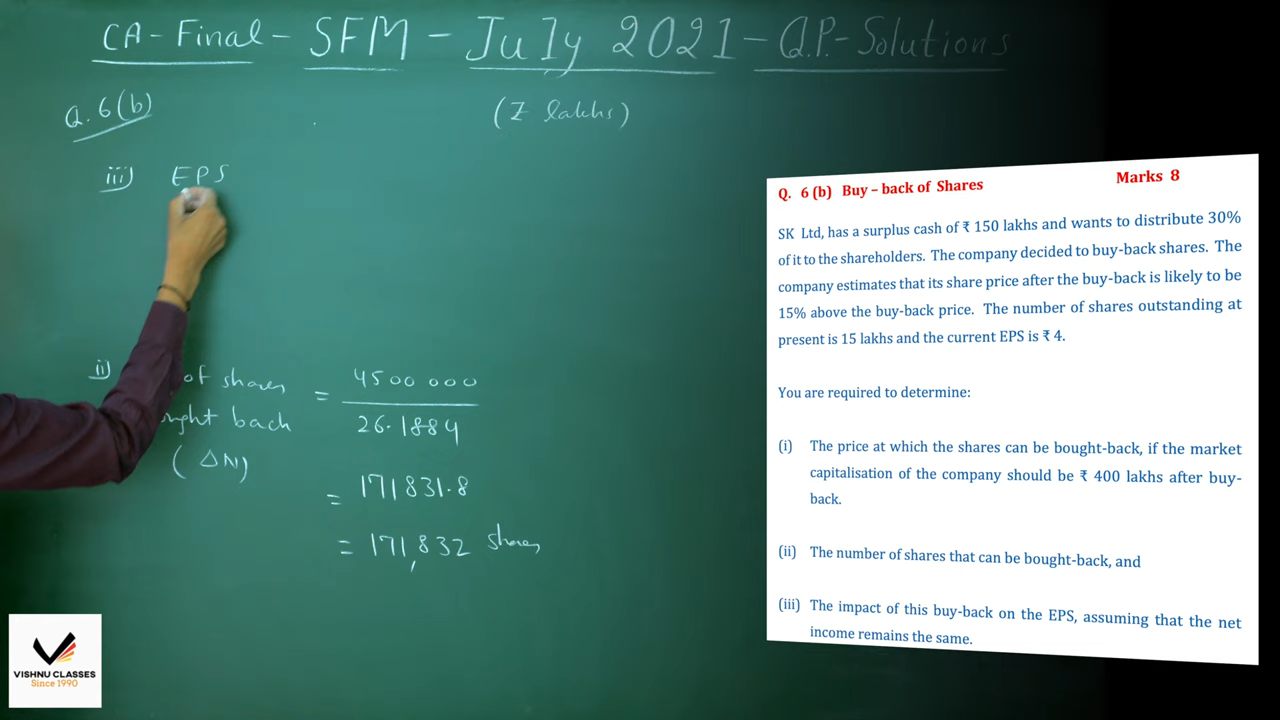 CA - Final - SFM - July 2021 - Q.P. - Solutions
Q. 6(b)
(₹ lakhs)
iii) EPS
ii) of shares
ught back
(ΔN)
= 4500 000
26.1884
= 171831.8
= 171,832 shares
Q. 6 (b) Buy – back of Shares Marks 8
SK Ltd, has a surplus cash of ₹ 150 lakhs and wants to distribute 30%
of it to the shareholders. The company decided to buy-back shares. The
company estimates that its share price after the buy-back is likely to be
15% above the buy-back price. The number of shares outstanding at
present is 15 lakhs and the current EPS is ₹ 4.
You are required to determine:
(i) The price at which the shares can be bought-back, if the market
capitalisation of the company should be ₹ 400 lakhs after buy-
back.
(ii) The number of shares that can be bought-back, and
(iii) The impact of this buy-back on the EPS, assuming that the net
income remains the same.
VISHNU CLASSES
Since 1990